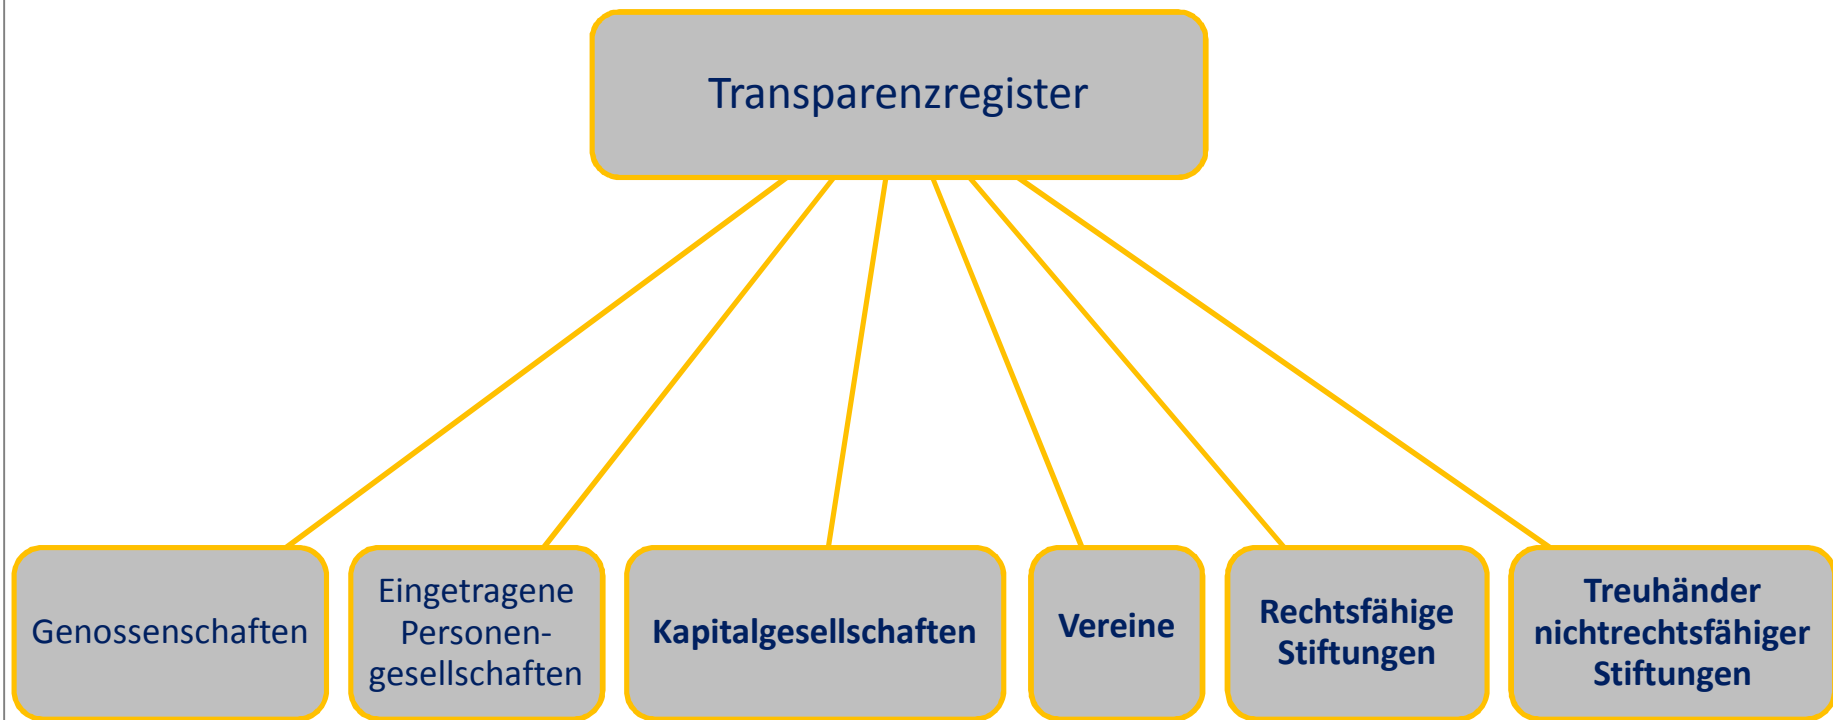 Transparenzregister
Genossenschaften
Eingetragene
Personen-
gesellschaften
Kapitalgesellschaften
Vereine
Rechtsfähige
Stiftungen
Treuhänder
nichtrechtsfähiger
Stiftungen